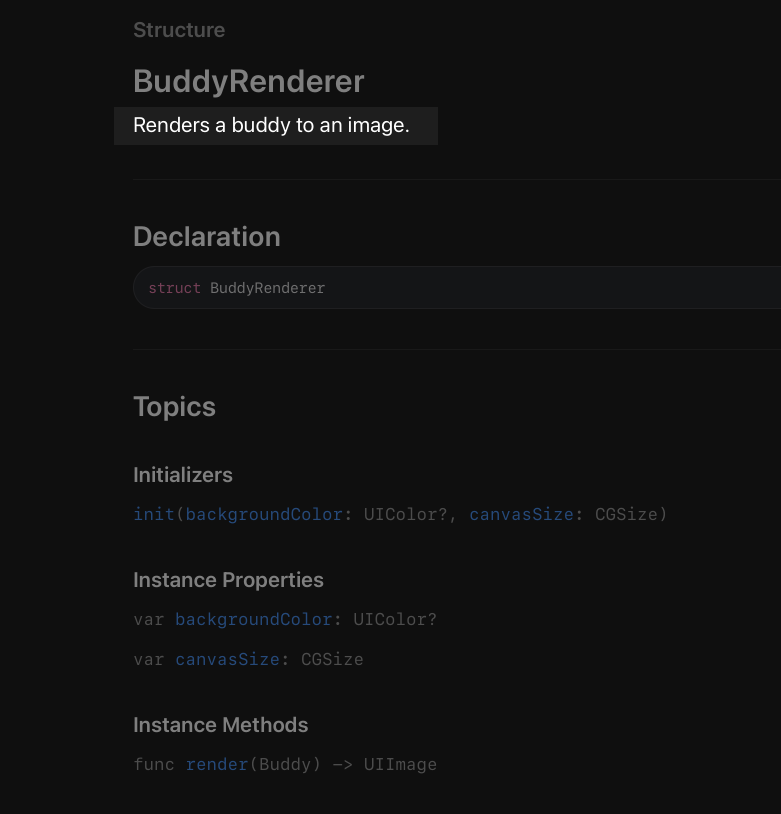 Structure
BuddyRenderer
Renders a buddy to an image.
Declaration
struct BuddyRenderer
Topics
Initializers
init(backgroundColor: UIColor?, canvasSize: CGSize)
Instance Properties
var backgroundColor: UIColor?
var canvasSize: CGSize
Instance Methods
func render(Buddy) -> UIImage